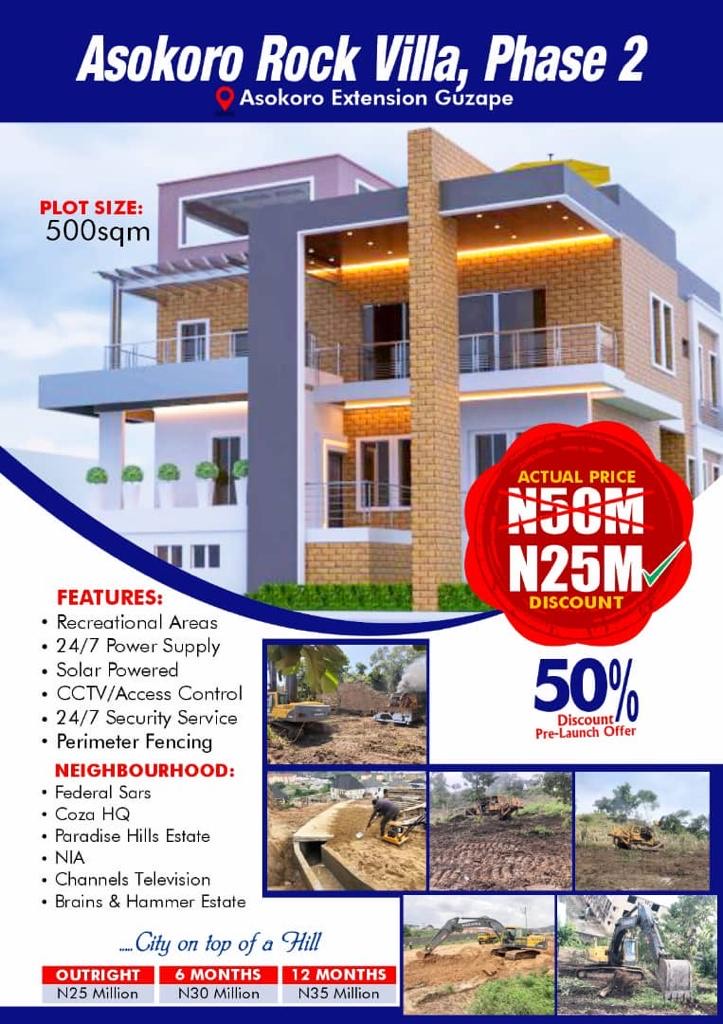 Asokoro Rock Villa, Phase 2
Asokoro Extension Guzape
PLOT SIZE:
500sqm
ACTUAL PRICE
N50M
N25M
DISCOUNT
50%
Discount
Pre-Launch Offer
FEATURES:
• Recreational Areas
• 24/7 Power Supply
• Solar Powered
• CCTV/Access Control
• 24/7 Security Service
• Perimeter Fencing
NEIGHBOURHOOD:
• Federal Sars
• Coza HQ
• Paradise Hills Estate
• NIA
• Channels Television
• Brains & Hammer Estate
.....City on top of a Hill
OUTRIGHT 6 MONTHS 12 MONTHS
N25 Million N30 Million N35 Million